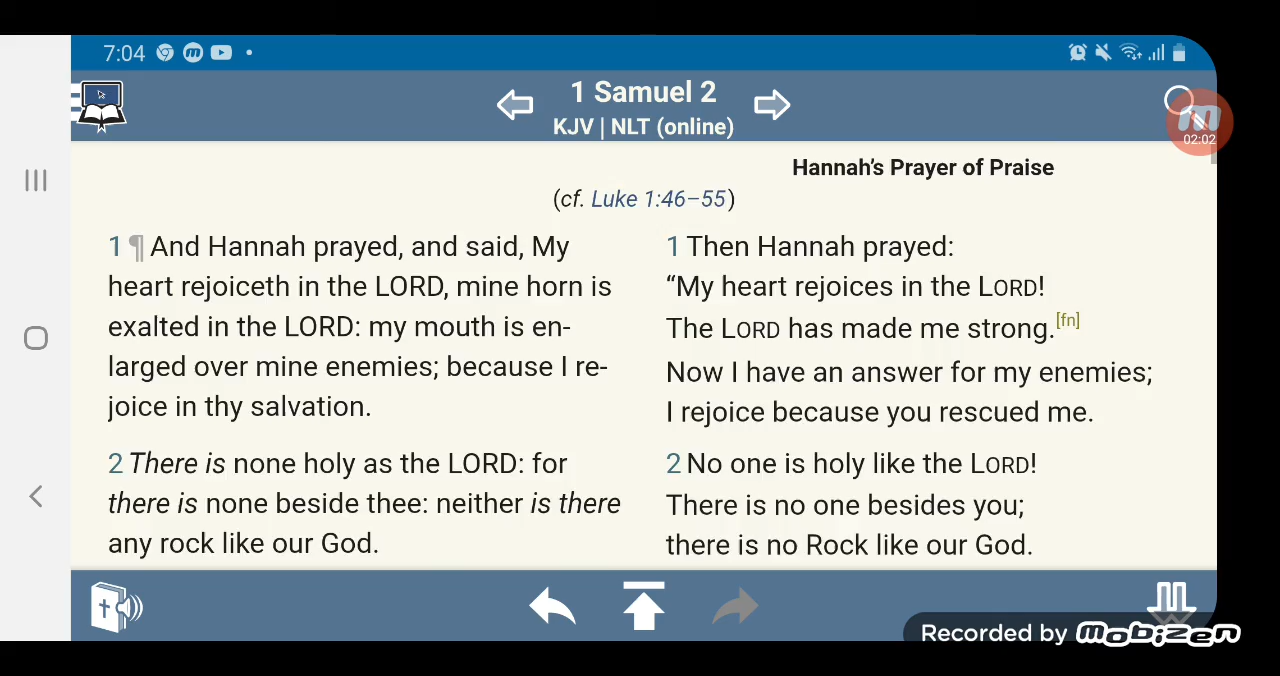 7:04
1 Samuel 2
KJV | NLT (online)
02:02
Hannah's Prayer of Praise
(cf. Luke 1:46–55)
1 ¶ And Hannah prayed, and said, My
heart rejoiceth in the LORD, mine horn is
exalted in the LORD: my mouth is en-
larged over mine enemies; because I re-
joice in thy salvation.
2 There is none holy as the LORD: for
there is none beside thee: neither is there
any rock like our God.
1 Then Hannah prayed:
“My heart rejoices in the LORD!
The LORD has made me strong.[fn]
Now I have an answer for my enemies;
I rejoice because you rescued me.
2 No one is holy like the LORD!
There is no one besides you;
there is no Rock like our God.
Recorded by MOBIZEN